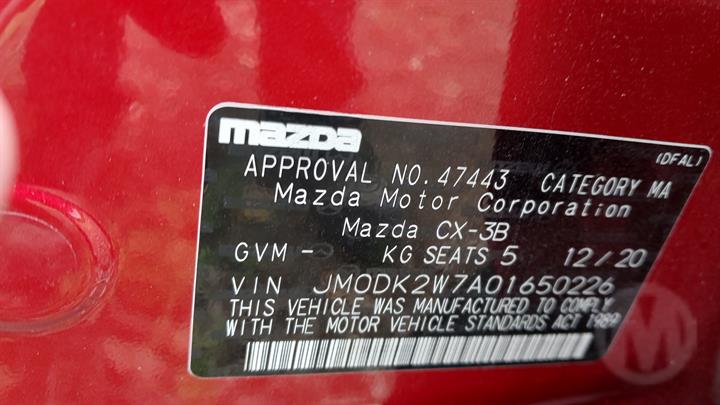 mazda
(DFAL)
APPROVAL NO. 47443 CATEGORY MA
Mazda Motor Corporation
Mazda CX-3B
GVM - KG SEATS 5 12/20
VIN JM0DK2W7A01650226
THIS VEHICLE WAS MANUFACTURED TO COMPLY
WITH THE MOTOR VEHICLE STANDARDS ACT 1989
M